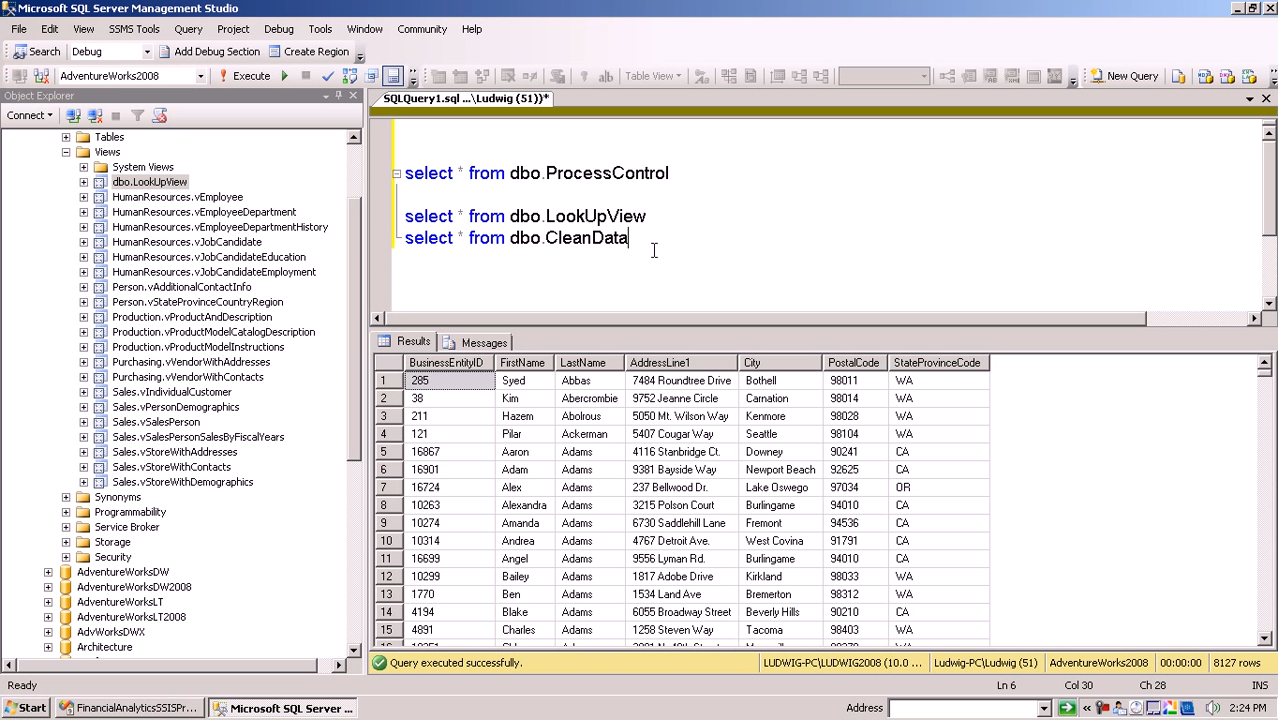 Microsoft SQL Server Management Studio
File Edit View SSMS Tools Query Project Debug Tools Window Community Help
Search Debug Add Debug Section Create Region
AdventureWorks2008 Execute Table View New Query
Object Explorer
SQLQuery1.sql ...\Ludwig (51))*
Connect
Tables
Views
System Views
dbo.LookUpView
HumanResources.vEmployee
HumanResources.vEmployeeDepartment
HumanResources.vEmployeeDepartmentHistory
HumanResources.vJobCandidate
HumanResources.vJobCandidateEducation
HumanResources.vJobCandidateEmployment
Person.vAdditionalContactInfo
Person.vStateProvinceCountryRegion
Production.vProductAndDescription
Production.vProductModelCatalogDescription
Production.vProductModelInstructions
Purchasing.vVendorWithAddresses
Purchasing.vVendorWithContacts
Sales.vIndividualCustomer
Sales.vPersonDemographics
Sales.vSalesPerson
Sales.vSalesPersonSalesByFiscalYears
Sales.vStoreWithAddresses
Sales.vStoreWithContacts
Sales.vStoreWithDemographics
Synonyms
Programmability
Service Broker
Storage
Security
AdventureWorksDW
AdventureWorksDW2008
AdventureWorksLT
AdventureWorksLT2008
AdvWorksDWX
Architecture
select * from dbo.ProcessControl
select * from dbo.LookUpView
select * from dbo.CleanData
Results Messages
BusinessEntityID FirstName LastName AddressLine1 City PostalCode StateProvinceCode
1 285 Syed Abbas 7484 Roundtree Drive Bothell 98011 WA
2 38 Kim Abercrombie 9752 Jeanne Circle Carnation 98014 WA
3 211 Hazem Abolrous 5050 Mt. Wilson Way Kenmore 98028 WA
4 121 Pilar Ackerman 5407 Cougar Way Seattle 98104 WA
5 16867 Aaron Adams 4116 Stanbridge Ct. Downey 90241 CA
6 16901 Adam Adams 9381 Bayside Way Newport Beach 92625 CA
7 16724 Alex Adams 237 Bellwood Dr. Lake Oswego 97034 OR
8 10263 Alexandra Adams 3215 Polson Court Burlingame 94010 CA
9 10274 Amanda Adams 6730 Saddlehill Lane Fremont 94536 CA
10 10314 Andrea Adams 4767 Detroit Ave. West Covina 91791 CA
11 16699 Angel Adams 9556 Lyman Rd. Burlingame 94010 CA
12 10299 Bailey Adams 1817 Adobe Drive Kirkland 98033 WA
13 1770 Ben Adams 1534 Land Ave Bremerton 98312 WA
14 4194 Blake Adams 6055 Broadway Street Beverly Hills 90210 CA
15 4891 Charles Adams 1258 Steven Way Tacoma 98403 WA
Query executed successfully. LUDWIG-PC\LUDWIG2008 (10.0 ... Ludwig-PC\Ludwig (51) AdventureWorks2008 00:00:00 8127 rows
Ready Ln 6 Col 30 Ch 28 INS
Start FinancialAnalyticsSSISPr... Microsoft SQL Server ... Address 2:24 PM